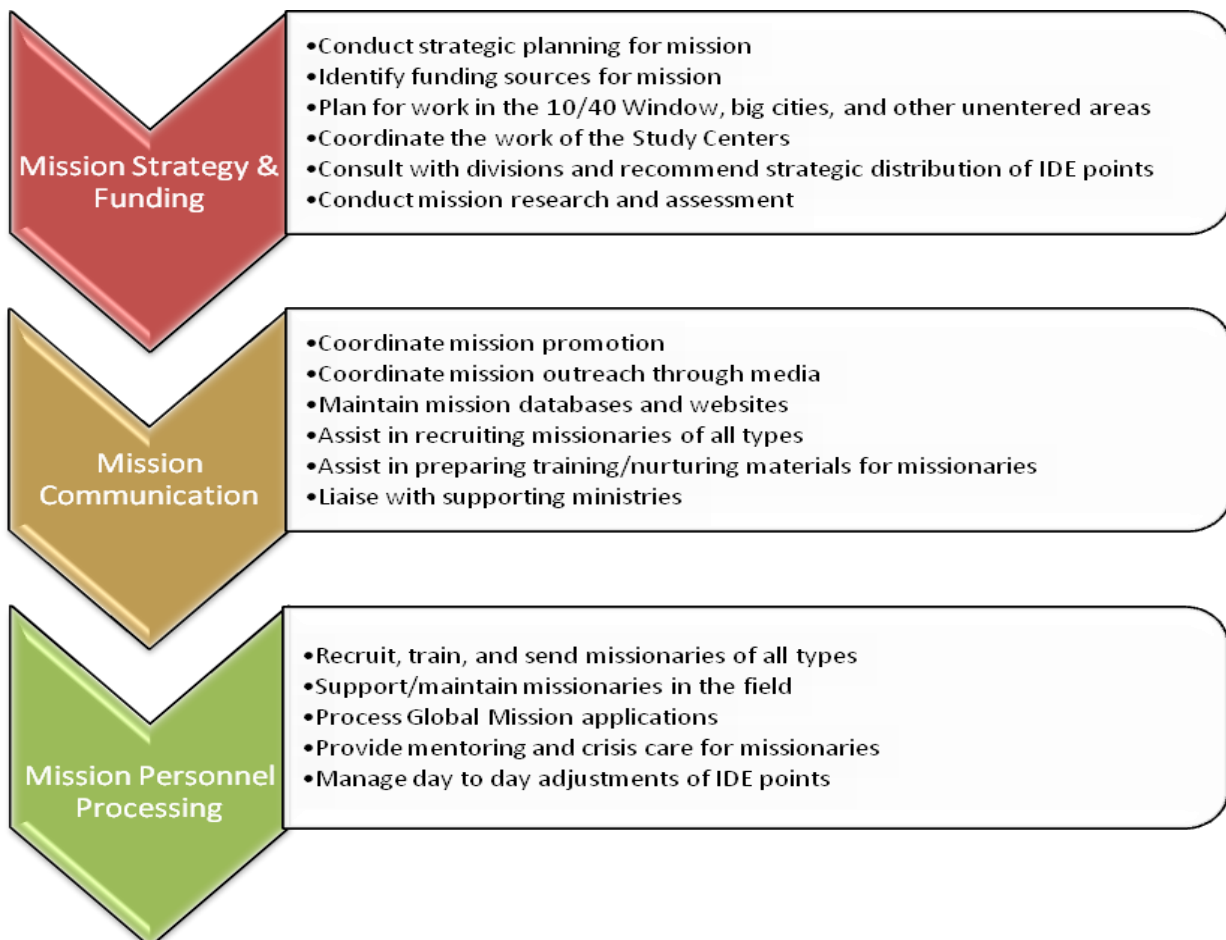 Mission Strategy &
Funding
•Conduct strategic planning for mission
•Identify funding sources for mission
•Plan for work in the 10/40 Window, big cities, and other unentered areas
•Coordinate the work of the Study Centers
•Consult with divisions and recommend strategic distribution of IDE points
•Conduct mission research and assessment
Mission
Communication
•Coordinate mission promotion
•Coordinate mission outreach through media
•Maintain mission databases and websites
•Assist in recruiting missionaries of all types
•Assist in preparing training/nurturing materials for missionaries
•Liaise with supporting ministries
Mission Personnel
Processing
•Recruit, train, and send missionaries of all types
•Support/maintain missionaries in the field
•Process Global Mission applications
•Provide mentoring and crisis care for missionaries
•Manage day to day adjustments of IDE points